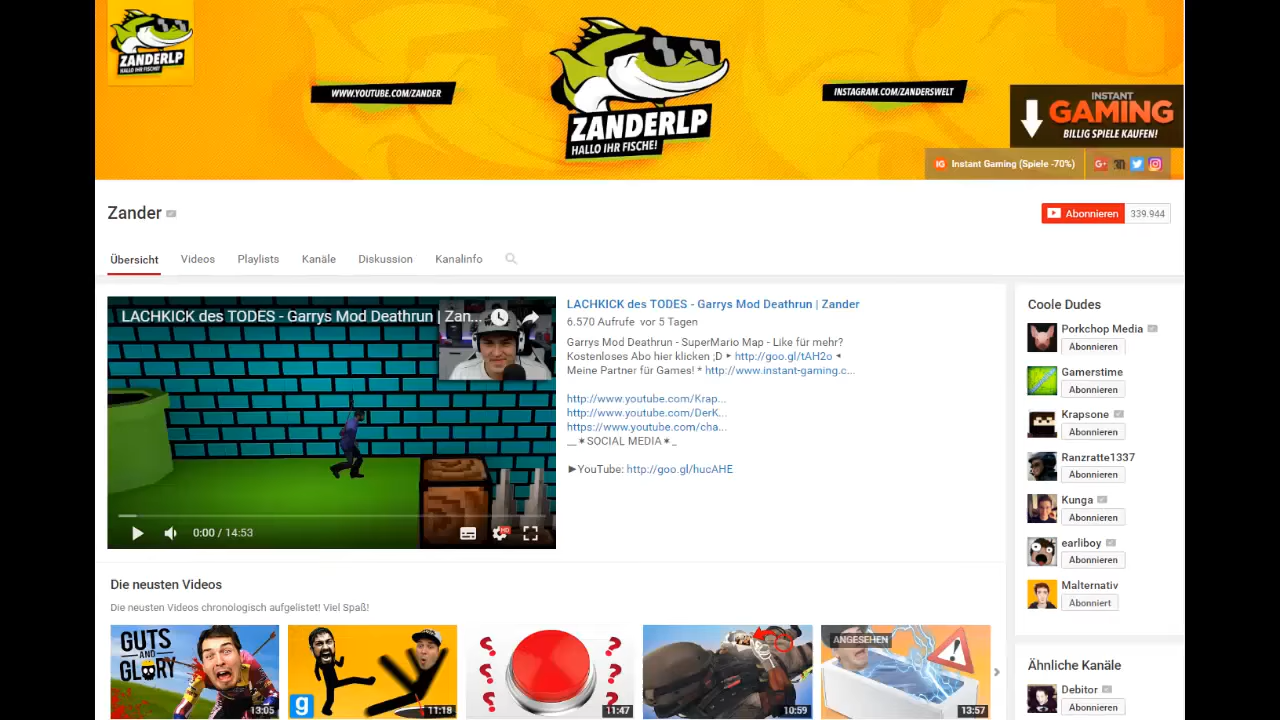 ZANDERLP
HALLO IHR FISCHE!
WWW.YOUTUBE.COM/ZANDER
ZANDERLP
HALLO IHR FISCHE!
INSTAGRAM.COM/ZANDERSWELT
INSTANT
GAMING
BILLIG SPIELE KAUFEN!
IG Instant Gaming (Spiele -70%)
G+
Zander
Abonnieren 339.944
Übersicht Videos Playlists Kanäle Diskussion Kanalinfo
LACHKICK des TODES - Garrys Mod Deathrun | Zan...
0:00 / 14:53
HD
LACHKICK des TODES - Garrys Mod Deathrun | Zander
6.570 Aufrufe vor 5 Tagen
Garrys Mod Deathrun - SuperMario Map - Like für mehr?
Kostenloses Abo hier klicken ;D ‣ http://goo.gl/tAH2o ◂
Meine Partner für Games! * http://www.instant-gaming.c...
http://www.youtube.com/Krap...
http://www.youtube.com/DerK...
https://www.youtube.com/cha...
__✶SOCIAL MEDIA✶_
►YouTube: http://goo.gl/hucAHE
Coole Dudes
Porkchop Media
Abonnieren
Gamerstime
Abonnieren
Krapsone
Abonnieren
Ranzratte1337
Abonnieren
Kunga
Abonnieren
earliboy
Abonnieren
Malternativ
Abonniert
Ähnliche Kanäle
Debitor
Abonnieren
Die neusten Videos
Die neusten Videos chronologisch aufgelistet! Viel Spaß!
GUTS
AND
GLORY
13:05
g
11:18
? ?
? ?
? ?
11:47
10:59
ANGESEHEN
!
13:57